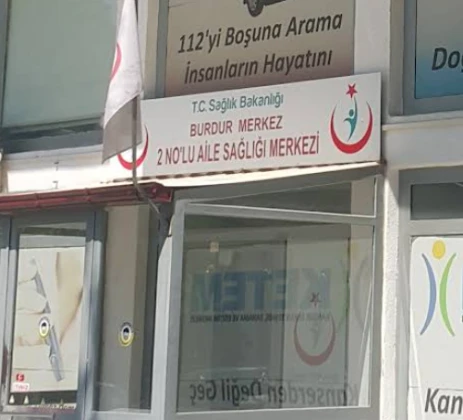 112'yi Boşuna Arama
İnsanların Hayatını
Doğ
T.C. Sağlık Bakanlığı
BURDUR MERKEZ
2 NO'LU AİLE SAĞLIĞI MERKEZİ
KETEM
Kanserden Değil Geç
Kan